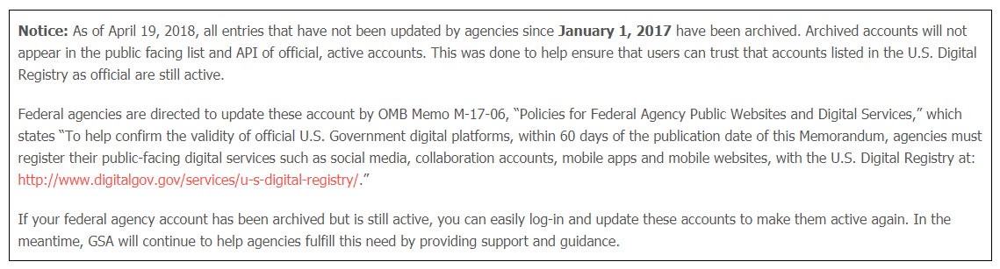 Notice: As of April 19, 2018, all entries that have not been updated by agencies since January 1, 2017 have been archived. Archived accounts will not
appear in the public facing list and API of official, active accounts. This was done to help ensure that users can trust that accounts listed in the U.S. Digital
Registry as official are still active.
Federal agencies are directed to update these account by OMB Memo M-17-06, “Policies for Federal Agency Public Websites and Digital Services,” which
states “To help confirm the validity of official U.S. Government digital platforms, within 60 days of the publication date of this Memorandum, agencies must
register their public-facing digital services such as social media, collaboration accounts, mobile apps and mobile websites, with the U.S. Digital Registry at:
http://www.digitalgov.gov/services/u-s-digital-registry/.”
If your federal agency account has been archived but is still active, you can easily log-in and update these accounts to make them active again. In the
meantime, GSA will continue to help agencies fulfill this need by providing support and guidance.